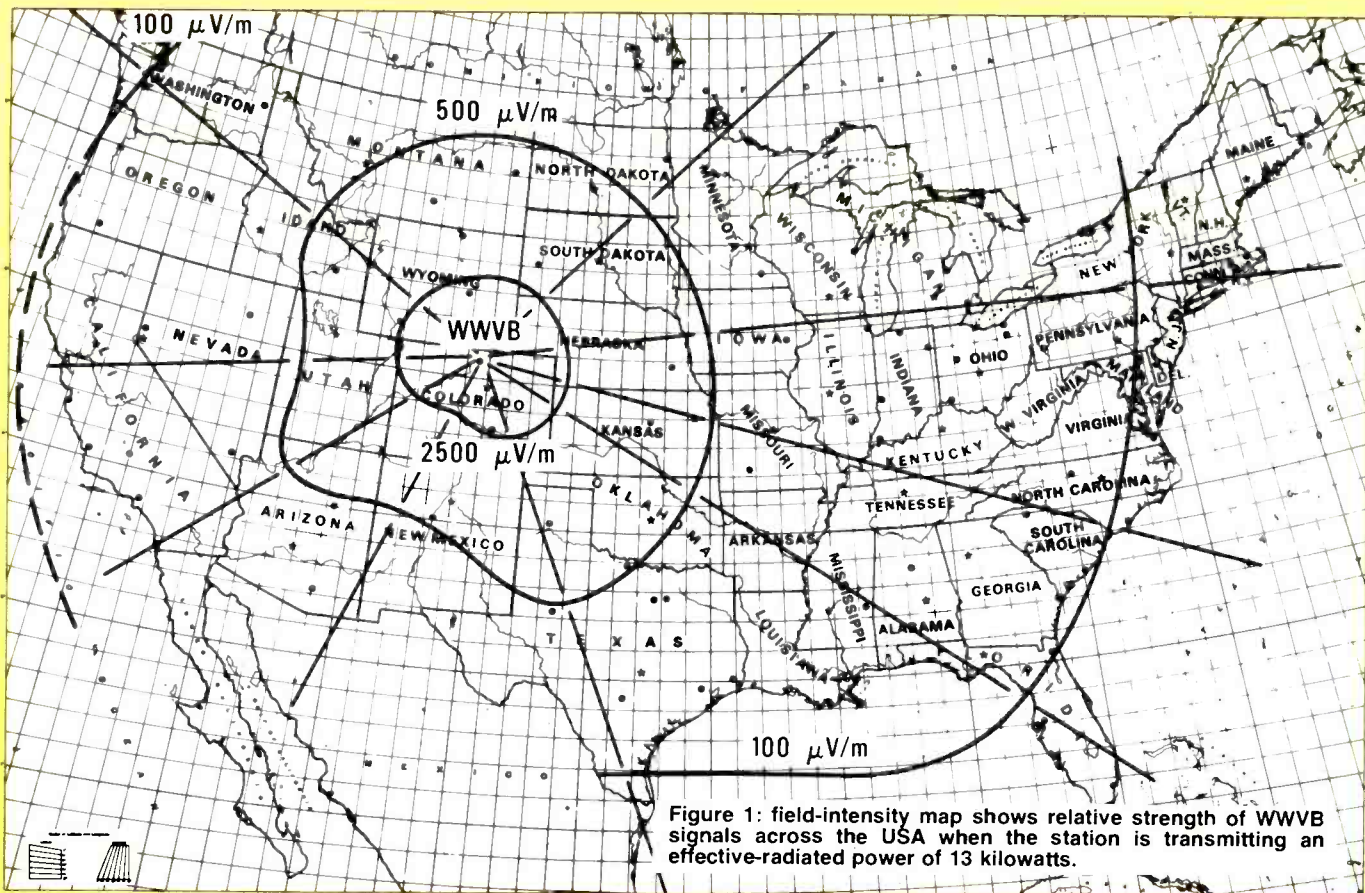 100 µV/m
WASHINGTON
500 µV/m
MONTANA
NORTH DAKOTA
MINNESOTA
MAINE
OREGON
IDAHO
WISCONSIN
MICHIGAN
VT.
N.H.
SOUTH DAKOTA
NEW YORK
MASS.
CONN.
WYOMING
WWVB
NEBRASKA
IOWA
PENNSYLVANIA
N.J.
NEVADA
UTAH
COLORADO
ILLINOIS
INDIANA
OHIO
MARYLAND
DEL.
CALIFORNIA
W VIRGINIA
VIRGINIA
KANSAS
MISSOURI
KENTUCKY
2500 µV/m
OKLAHOMA
TENNESSEE
NORTH CAROLINA
ARIZONA
NEW MEXICO
ARKANSAS
SOUTH
CAROLINA
MISSISSIPPI
GEORGIA
ALABAMA
TEXAS
LOUISIANA
FLORIDA
MEXICO
100 µV/m
Figure 1: field-intensity map shows relative strength of WWVB
signals across the USA when the station is transmitting an
effective-radiated power of 13 kilowatts.